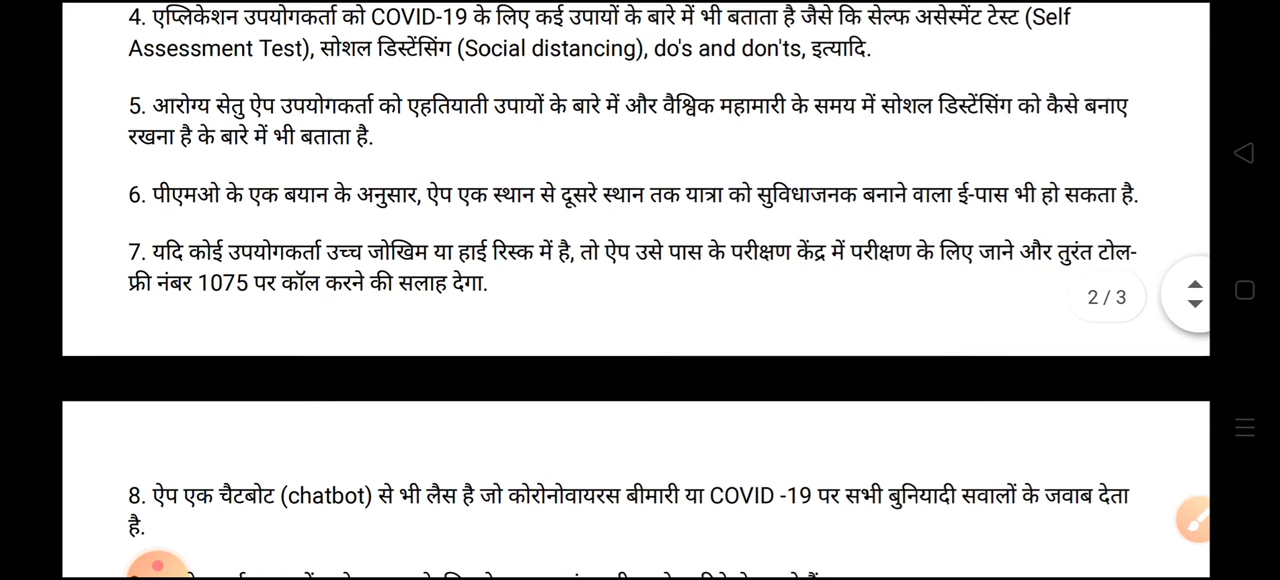 4. एप्लिकेशन उपयोगकर्ता को COVID-19 के लिए कई उपायों के बारे में भी बताता है जैसे कि सेल्फ असेस्मेंट टेस्ट (Self
Assessment Test), सोशल डिस्टेंसिंग (Social distancing), do's and don'ts, इत्यादि.
5. आरोग्य सेतु ऐप उपयोगकर्ता को एहतियाती उपायों के बारे में और वैश्विक महामारी के समय में सोशल डिस्टेंसिंग को कैसे बनाए
रखना है के बारे में भी बताता है.
6. पीएमओ के एक बयान के अनुसार, ऐप एक स्थान से दूसरे स्थान तक यात्रा को सुविधाजनक बनाने वाला ई-पास भी हो सकता है.
7. यदि कोई उपयोगकर्ता उच्च जोखिम या हाई रिस्क में है, तो ऐप उसे पास के परीक्षण केंद्र में परीक्षण के लिए जाने और तुरंत टोल-
फ्री नंबर 1075 पर कॉल करने की सलाह देगा.
2 / 3
8. ऐप एक चैटबोट (chatbot) से भी लैस है जो कोरोनोवायरस बीमारी या COVID -19 पर सभी बुनियादी सवालों के जवाब देता
है.